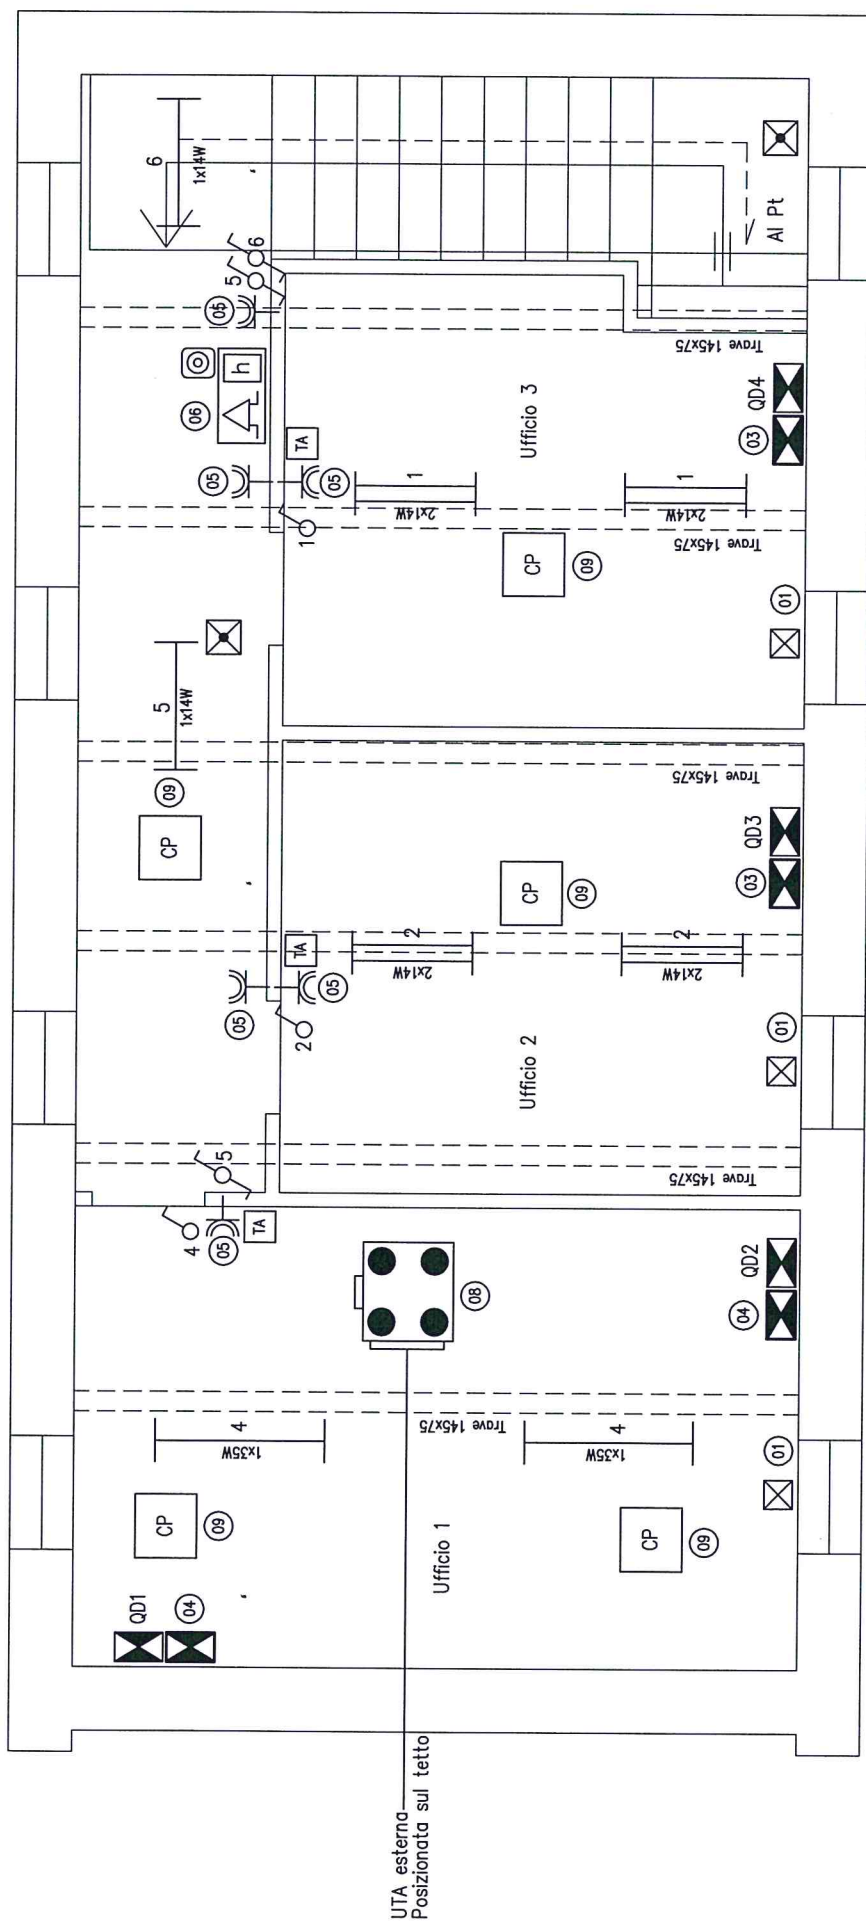 UTA esterna
Posizionata sul tetto
QD1
04
CP
09
4
1x35W
Ufficio 1
Trave 145x75
4
1x35W
CP
09
01
04
QD2
08
4
05
TA
5
Trave 145x75
Ufficio 2
01
2
05
05
TA
2
2x14W
2
2x14W
CP
09
03
QD3
CP
09
5
1x14W
Trave 145x75
01
CP
09
Trave 145x75
1
05
05
TA
1
2x14W
1
2x14W
Ufficio 3
03
QD4
06
h
05
5
6
Trave 145x75
6
1x14W
Al Pt